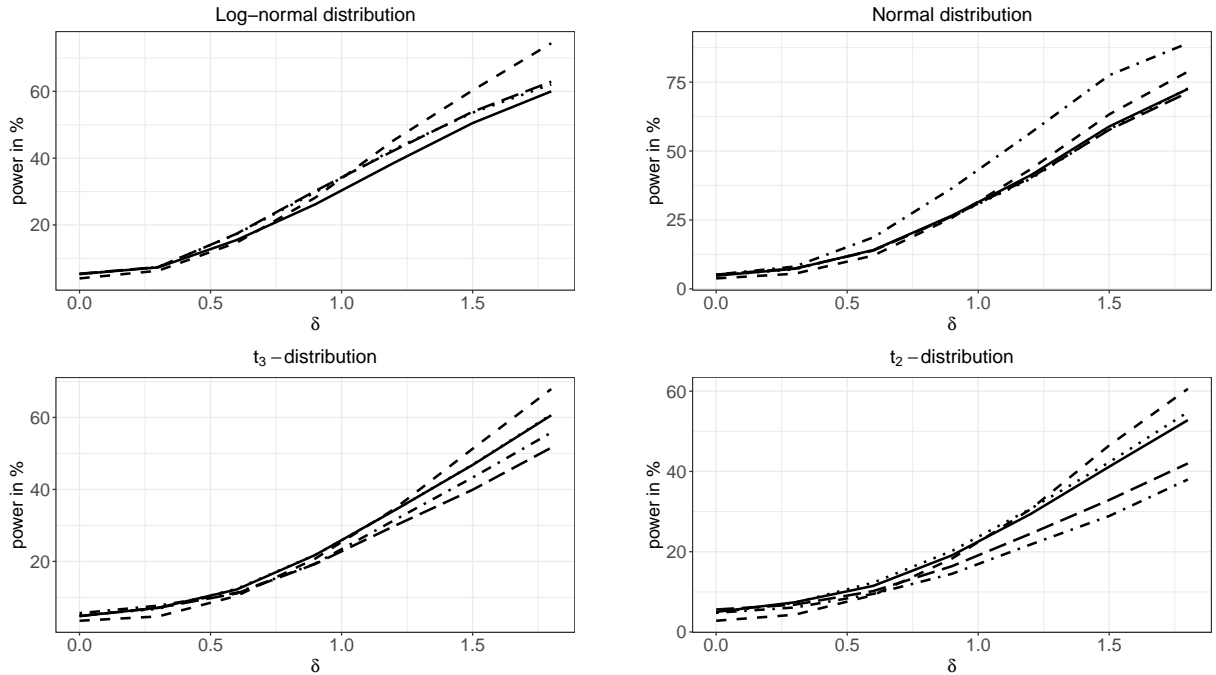 Log−normal distribution
Normal distribution
power in %
60
40
20
0.0 0.5 1.0 1.5
δ
power in %
75
50
25
0
0.0 0.5 1.0 1.5
δ
t₃ −distribution
t₂ −distribution
power in %
60
40
20
0.0 0.5 1.0 1.5
δ
power in %
60
40
20
0
0.0 0.5 1.0 1.5
δ